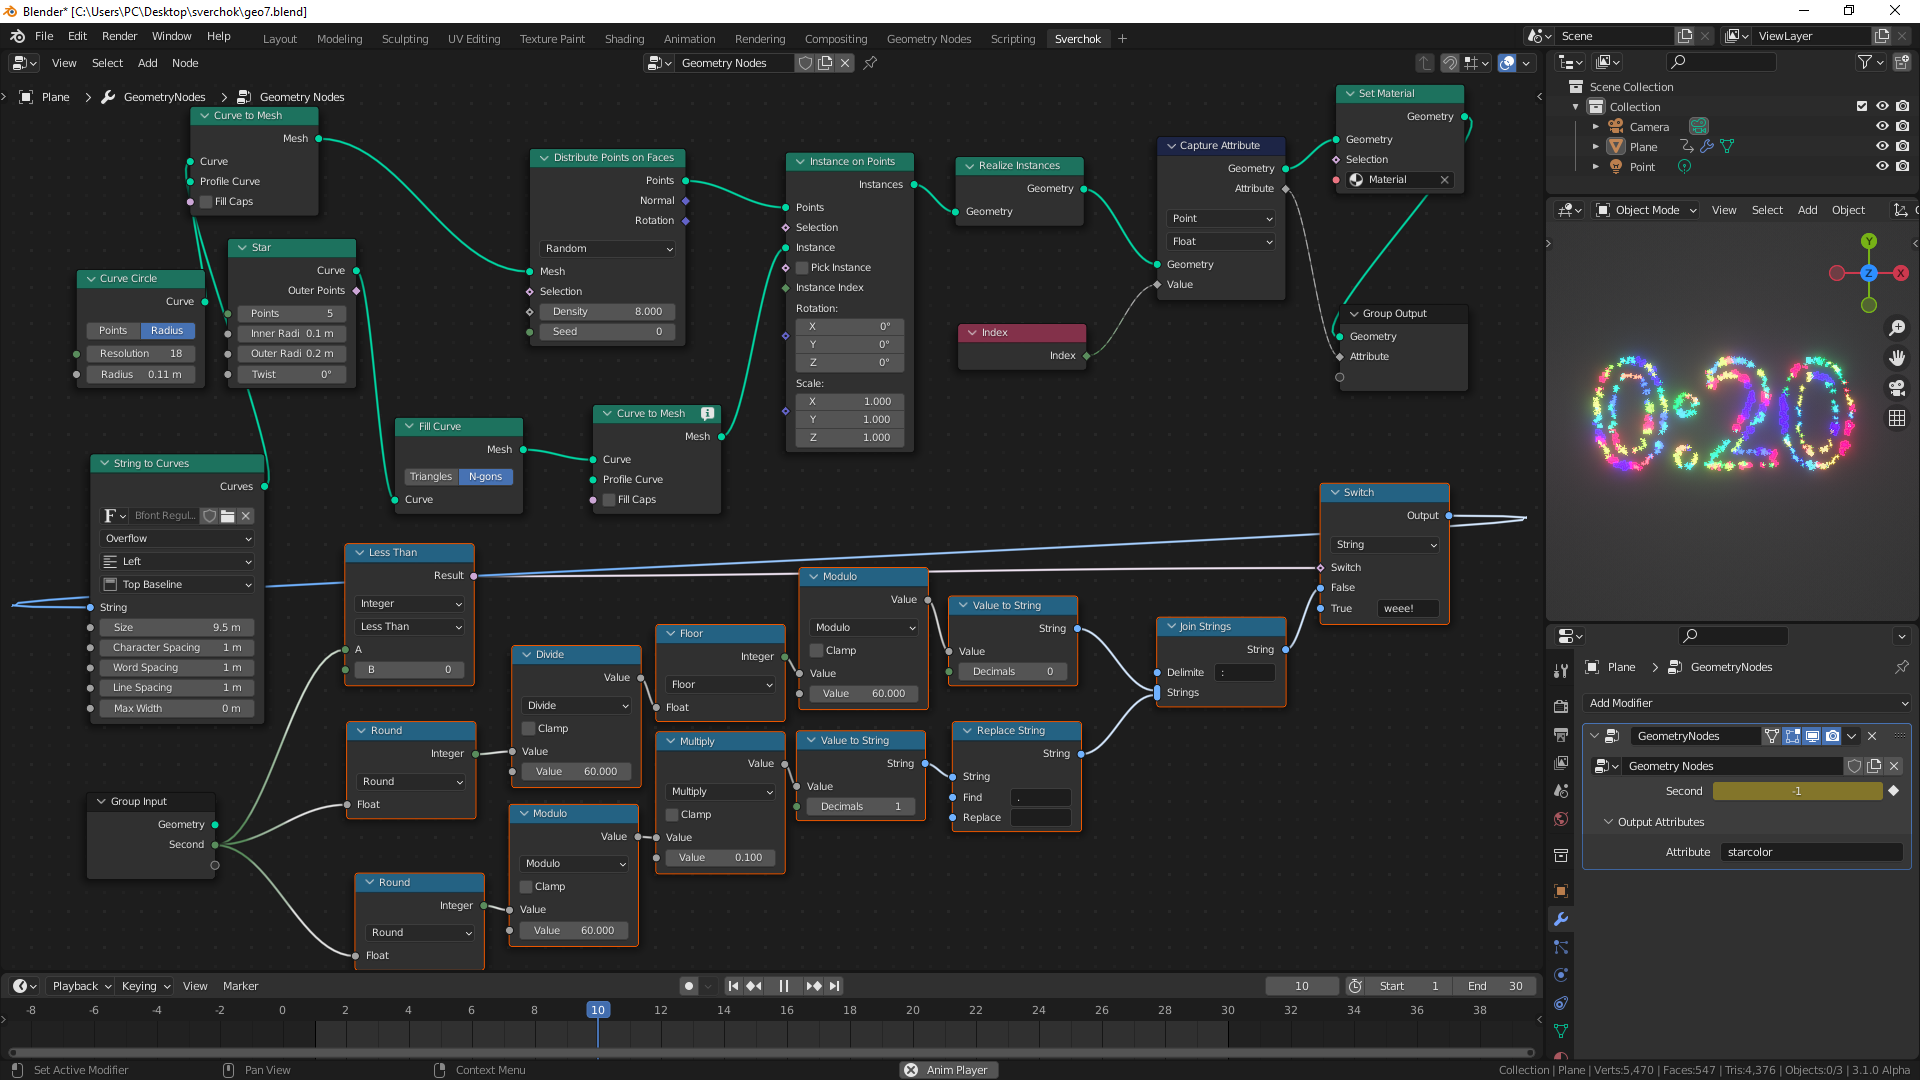 Blender* [C:\Users\PC\Desktop\sverchok\geo7.blend]
File Edit Render Window Help
Layout Modeling Sculpting UV Editing Texture Paint Shading Animation Rendering Compositing Geometry Nodes Scripting Sverchok +
Scene
ViewLayer
View Select Add Node
Geometry Nodes
Plane > GeometryNodes > Geometry Nodes
Curve to Mesh
Mesh
Curve
Profile Curve
Fill Caps
Star
Curve
Outer Points
Points 5
Inner Radi 0.1 m
Outer Radi 0.2 m
Twist 0°
Curve Circle
Curve
Points Radius
Resolution 18
Radius 0.11 m
Distribute Points on Faces
Points
Normal
Rotation
Random
Mesh
Selection
Density 8.000
Seed 0
Instance on Points
Instances
Points
Selection
Instance
Pick Instance
Instance Index
Rotation:
X 0°
Y 0°
Z 0°
Scale:
X 1.000
Y 1.000
Z 1.000
Realize Instances
Geometry
Geometry
Capture Attribute
Geometry
Attribute
Point
Float
Geometry
Value
Index
Index
Set Material
Geometry
Geometry
Selection
Material
Group Output
Geometry
Attribute
Fill Curve
Mesh
Triangles N-gons
Curve
Curve to Mesh
Mesh
Curve
Profile Curve
Fill Caps
String to Curves
Curves
F Bfont Regul...
Overflow
Left
Top Baseline
String
Size 9.5 m
Character Spacing 1 m
Word Spacing 1 m
Line Spacing 1 m
Max Width 0 m
Less Than
Result
Integer
Less Than
A
B 0
Round
Integer
Round
Float
Group Input
Geometry
Second
Round
Integer
Round
Float
Divide
Value
Divide
Clamp
Value
Value 60.000
Modulo
Value
Modulo
Clamp
Value
Value 60.000
Floor
Integer
Floor
Float
Multiply
Value
Multiply
Clamp
Value
Value 0.100
Modulo
Value
Modulo
Clamp
Value
Value 60.000
Value to String
String
Value
Decimals 1
Value to String
String
Value
Decimals 0
Replace String
String
String
Find .
Replace
Join Strings
String
Delimite :
Strings
Switch
Output
String
Switch
False
True weee!
Scene Collection
Collection
Camera
Plane
Point
Object Mode View Select Add Object
Y
Z X
0:20
Plane > GeometryNodes
Add Modifier
GeometryNodes
Geometry Nodes
Second -1
Output Attributes
Attribute starcolor
Playback Keying View Marker
10 Start 1 End 30
-8 -6 -4 -2 0 2 4 6 8 10 12 14 16 18 20 22 24 26 28 30 32 34 36 38
Set Active Modifier Pan View Context Menu Anim Player
Collection | Plane | Verts:5,470 | Faces:547 | Tris:4,376 | Objects:0/3 | 3.1.0 Alpha